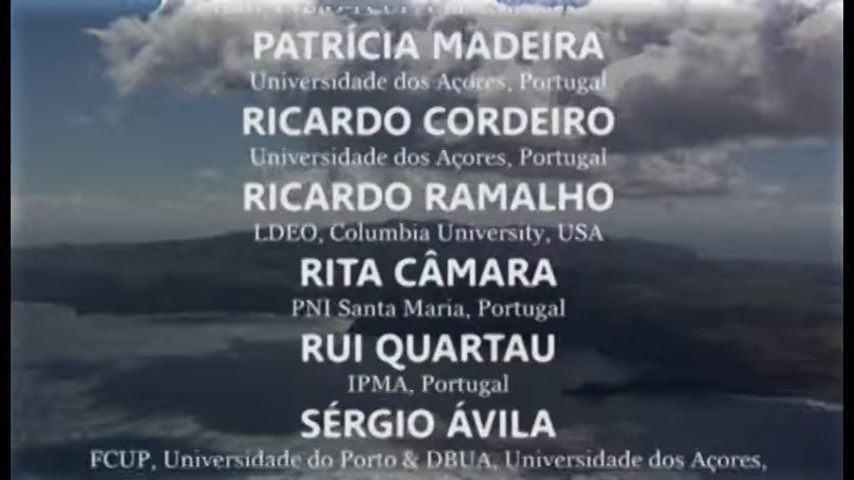 PATRÍCIA MADEIRA
Universidade dos Açores, Portugal
RICARDO CORDEIRO
Universidade dos Açores, Portugal
RICARDO RAMALHO
LDEO, Columbia University, USA
RITA CÂMARA
PNI Santa Maria, Portugal
RUI QUARTAU
IPMA, Portugal
SÉRGIO ÁVILA
FCUP, Universidade do Porto & DBUA, Universidade dos Açores,